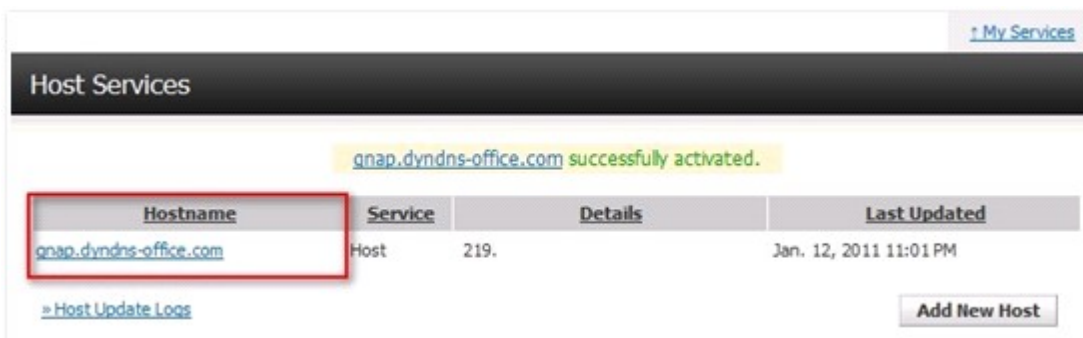 ↑ My Services
Host Services
qnap.dyndns-office.com successfully activated.
Hostname Service Details Last Updated
qnap.dyndns-office.com Host 219. Jan. 12, 2011 11:01 PM
» Host Update Logs Add New Host